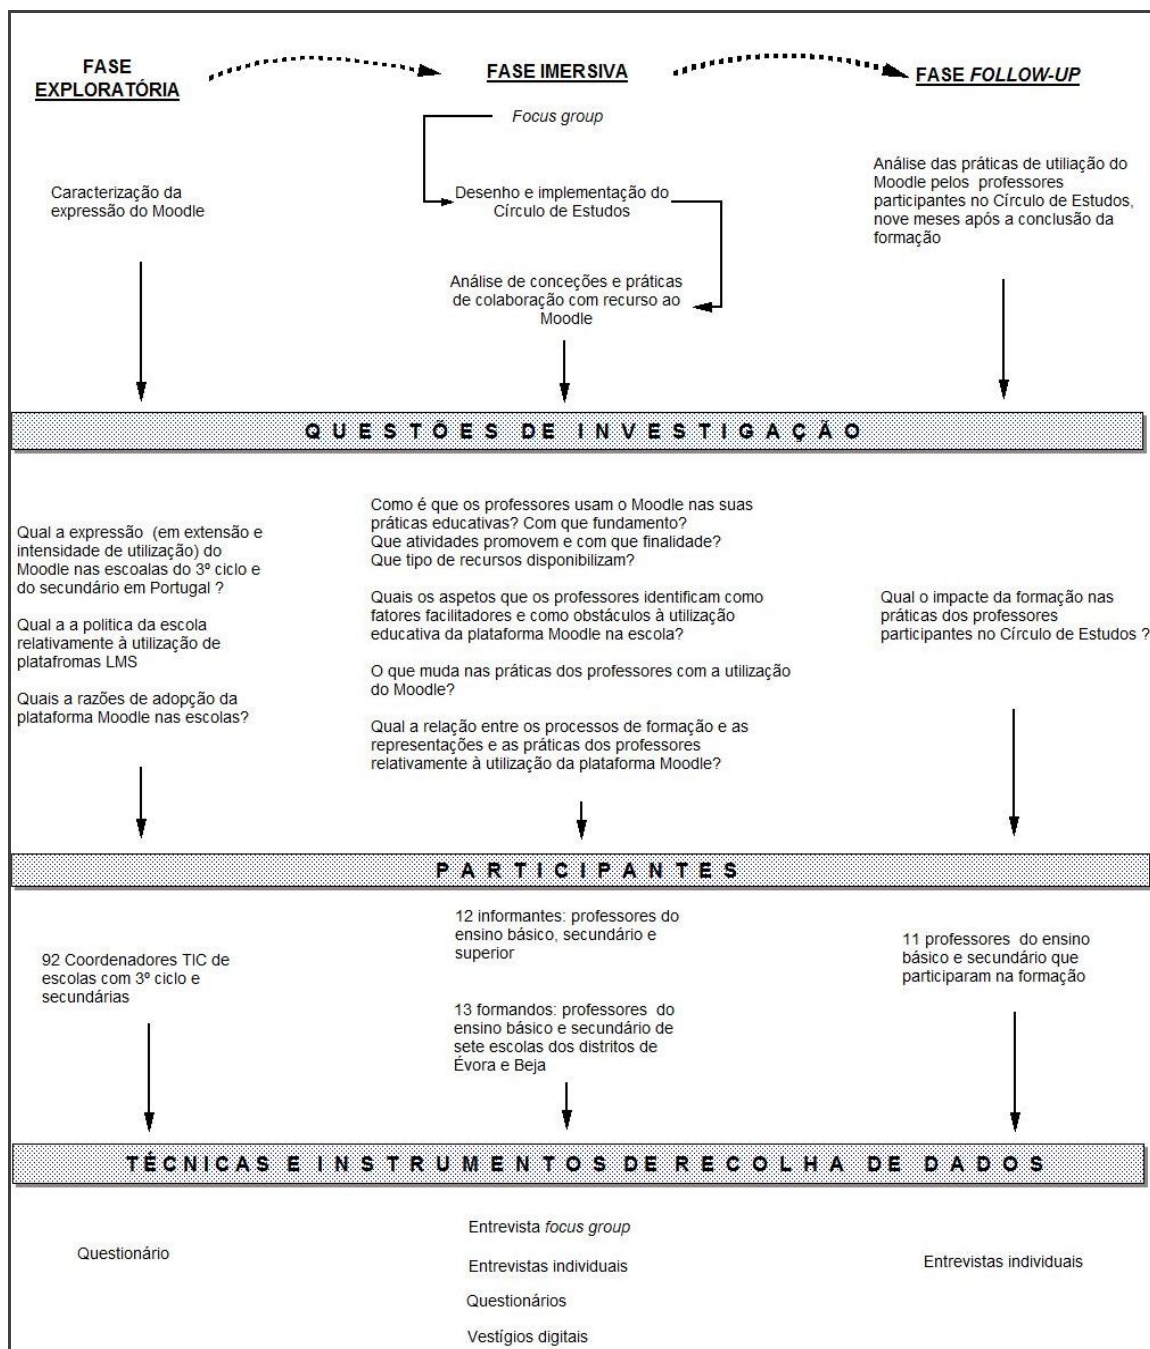 FASE
EXPLORATÓRIA
FASE IMERSIVA
FASE FOLLOW-UP
Focus group
Caracterização da
expressão do Moodle
Desenho e implementação do
Círculo de Estudos
Análise de conceções e práticas
de colaboração com recurso ao
Moodle
Análise das práticas de utiliação do
Moodle pelos professores
participantes no Círculo de Estudos,
nove meses após a conclusão da
formação
QUESTÕES DE INVESTIGAÇÃO
Qual a expressão (em extensão e
intensidade de utilização) do
Moodle nas escoalas do 3º ciclo e
do secundário em Portugal ?
Qual a a politica da escola
relativamente à utilização de
platafromas LMS
Quais a razões de adopção da
plataforma Moodle nas escolas?
Como é que os professores usam o Moodle nas suas
práticas educativas? Com que fundamento?
Que atividades promovem e com que finalidade?
Que tipo de recursos disponibilizam?
Quais os aspetos que os professores identificam como
fatores facilitadores e como obstáculos à utilização
educativa da plataforma Moodle na escola?
O que muda nas práticas dos professores com a utilização
do Moodle?
Qual a relação entre os processos de formação e as
representações e as práticas dos professores
relativamente à utilização da plataforma Moodle?
Qual o impacte da formação nas
práticas dos professores
participantes no Círculo de Estudos ?
PARTICIPANTES
92 Coordenadores TIC de
escolas com 3º ciclo e
secundárias
12 informantes: professores do
ensino básico, secundário e
superior
13 formandos: professores do
ensino básico e secundário de
sete escolas dos distritos de
Évora e Beja
11 professores do ensino
básico e secundário que
participaram na formação
TÉCNICAS E INSTRUMENTOS DE RECOLHA DE DADOS
Questionário
Entrevista focus group
Entrevistas individuais
Questionários
Vestígios digitais
Entrevistas individuais